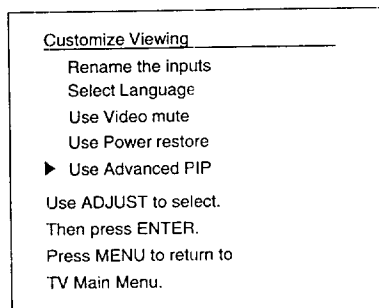 Customize Viewing
Rename the inputs
Select Language
Use Video mute
Use Power restore
▶ Use Advanced PIP
Use ADJUST to select.
Then press ENTER.
Press MENU to return to
TV Main Menu.